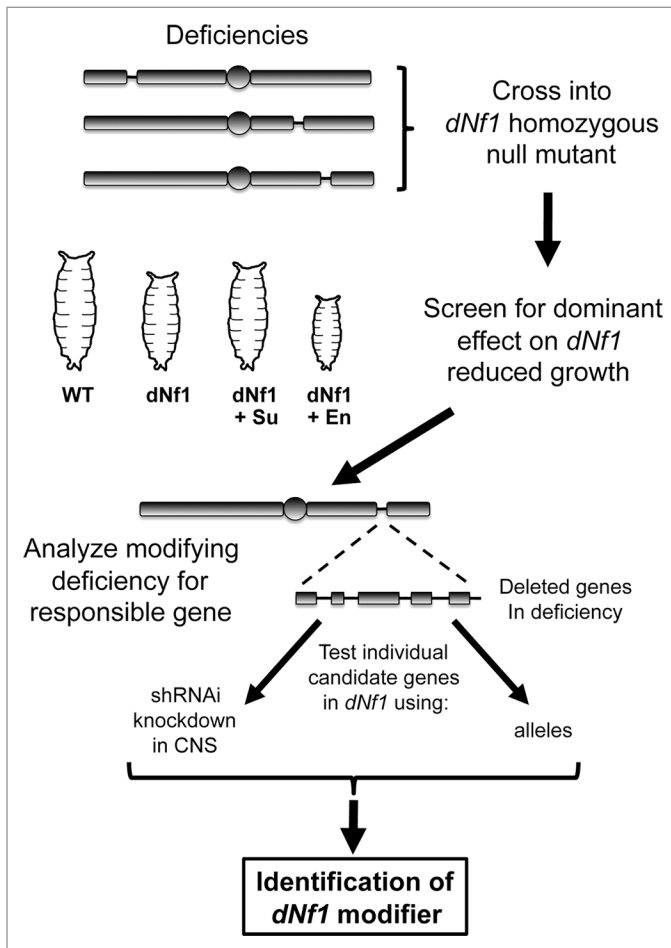 Deficiencies
Cross into
dNf1 homozygous
null mutant
Screen for dominant
effect on dNf1
reduced growth
WT
dNf1
dNf1
+ Su
dNf1
+ En
Analyze modifying
deficiency for
responsible gene
Deleted genes
In deficiency
Test individual
candidate genes
in dNf1 using:
shRNAi
knockdown
in CNS
alleles
Identification of
dNf1 modifier